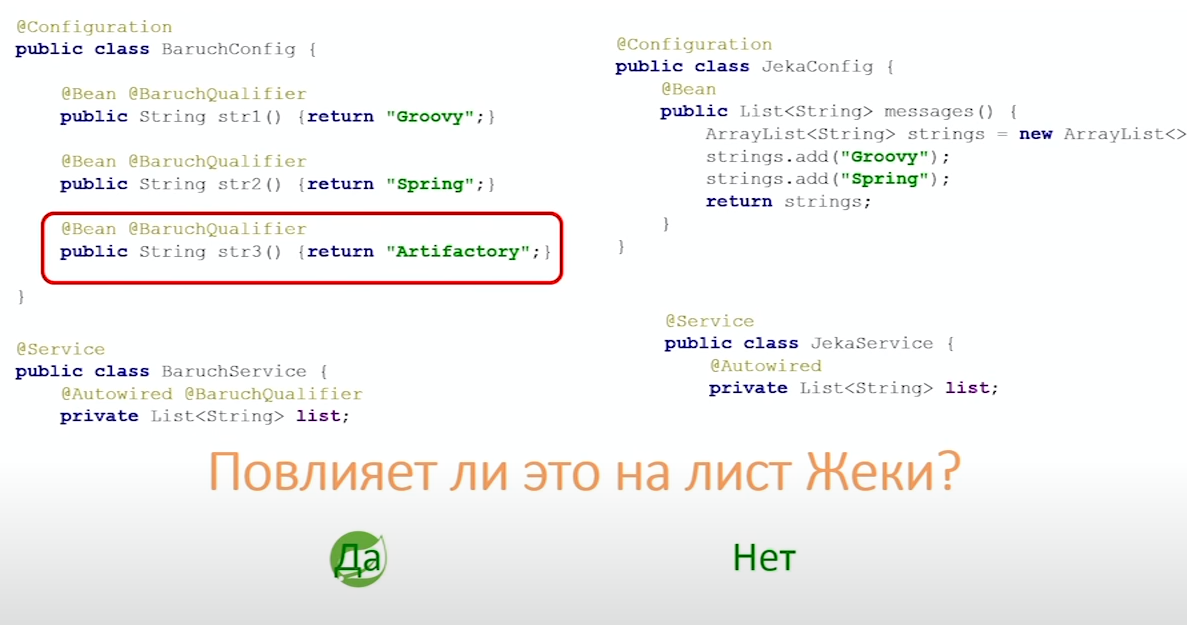 @Configuration
public class BaruchConfig {
@Bean @BaruchQualifier
public String str1() {return "Groovy";}
@Bean @BaruchQualifier
public String str2() {return "Spring";}
@Bean @BaruchQualifier
public String str3() {return "Artifactory";}
}
@Service
public class BaruchService {
@Autowired @BaruchQualifier
private List<String> list;
@Configuration
public class JekaConfig {
@Bean
public List<String> messages() {
ArrayList<String> strings = new ArrayList<>
strings.add("Groovy");
strings.add("Spring");
return strings;
}
}
@Service
public class JekaService {
@Autowired
private List<String> list;
Повлияет ли это на лист Жеки?
Да
Нет